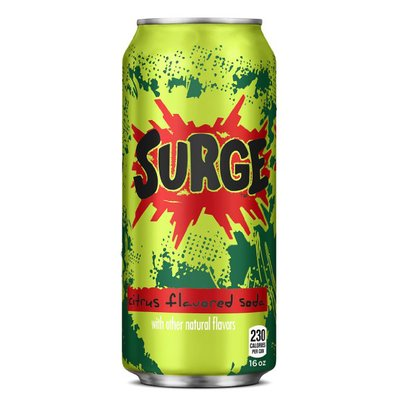 SURGE
citrus flavored soda
with other natural flavors
230
CALORIES
PER CAN
16 oz